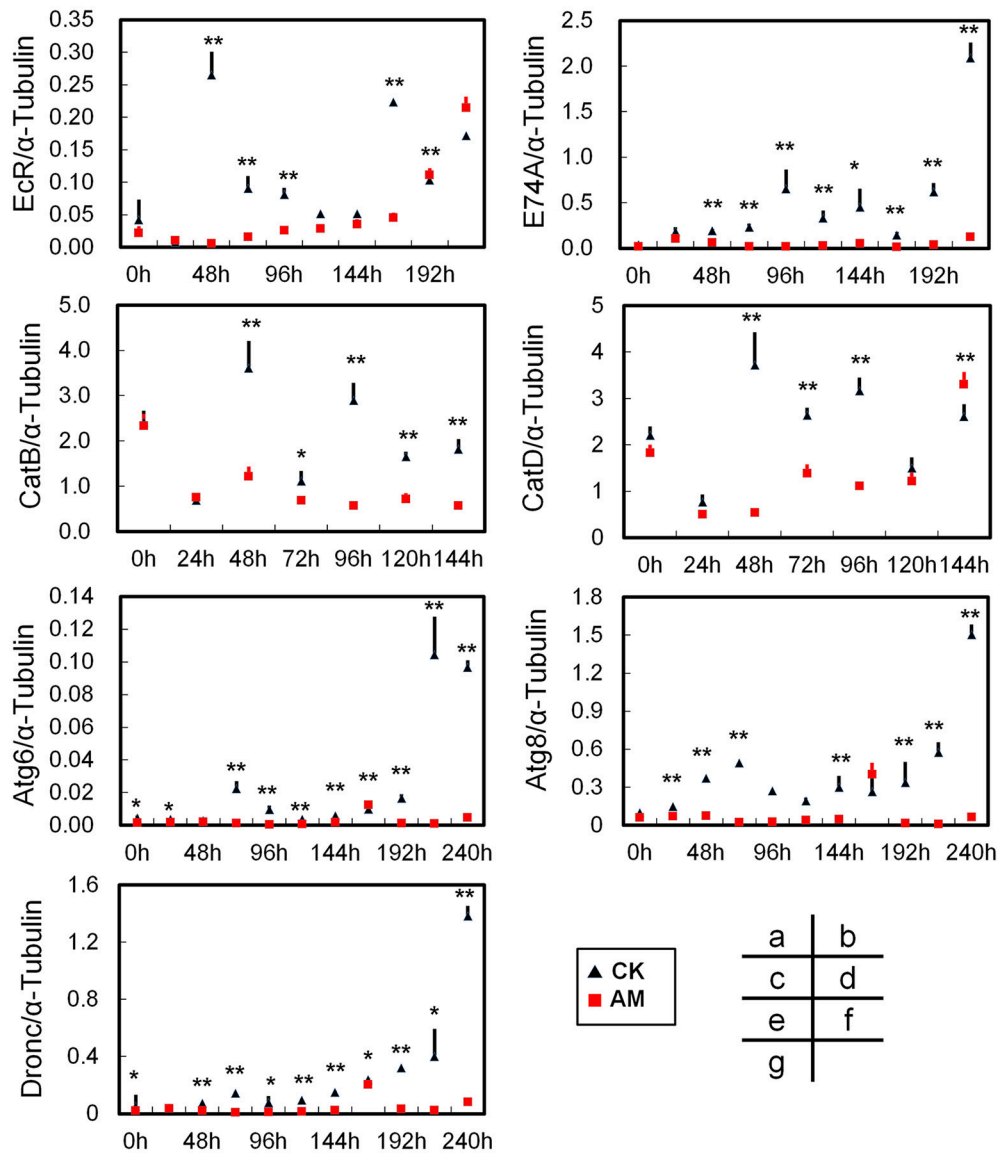 EcR/α-Tubulin
0.35
0.30
0.25
0.20
0.15
0.10
0.05
0.00
** ** ** ** **
0h 48h 96h 144h 192h
E74A/α-Tubulin
2.5
2.0
1.5
1.0
0.5
0.0
** ** ** ** * ** ** **
0h 48h 96h 144h 192h
CatB/α-Tubulin
5.0
4.0
3.0
2.0
1.0
0.0
** * ** ** **
0h 24h 48h 72h 96h 120h 144h
CatD/α-Tubulin
5
4
3
2
1
0
** ** ** **
0h 24h 48h 72h 96h 120h 144h
Atg6/α-Tubulin
0.14
0.12
0.10
0.08
0.06
0.04
0.02
0.00
* * ** ** ** ** ** ** ** **
0h 48h 96h 144h 192h 240h
Atg8/α-Tubulin
1.8
1.5
1.2
0.9
0.6
0.3
0
** ** ** ** ** **
0h 48h 96h 144h 192h 240h
Dronc/α-Tubulin
1.6
1.2
0.8
0.4
0
* ** ** * ** ** * ** * **
0h 48h 96h 144h 192h 240h
CK
AM
a b
c d
e f
g